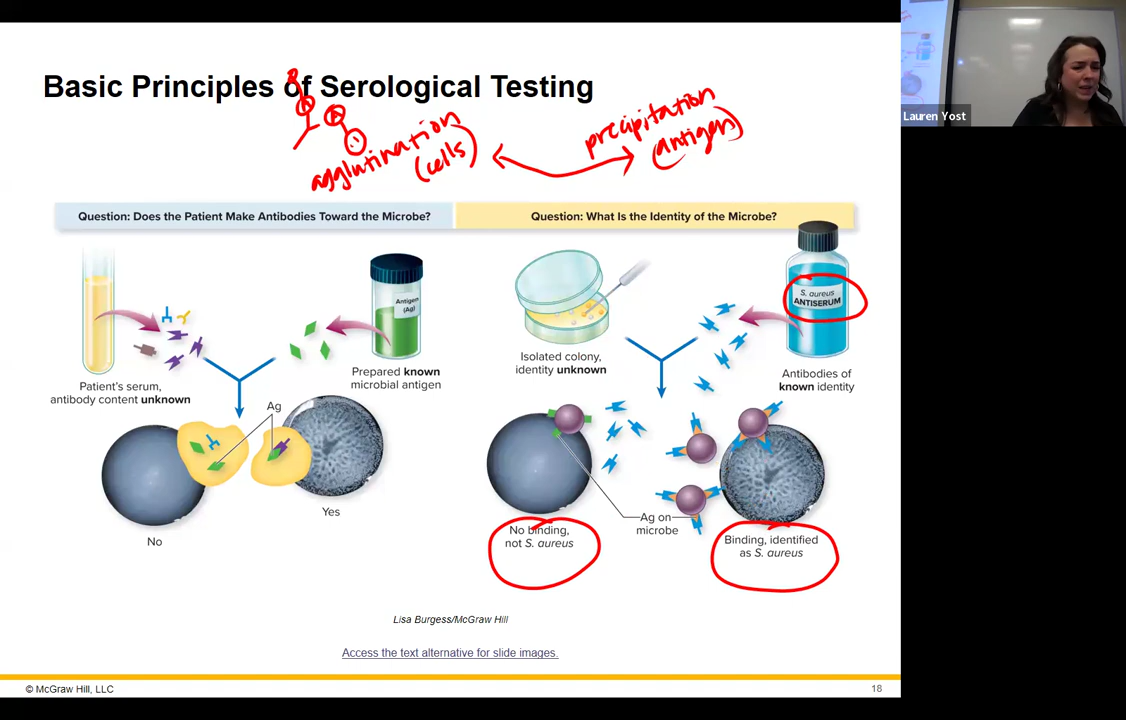 Lauren Yost
Basic Principles of Serological Testing
agglutination
(cells)
precipitation
(antigen)
Question: Does the Patient Make Antibodies Toward the Microbe?
Question: What Is the Identity of the Microbe?
Antigen
(Ag)
S. aureus
ANTISERUM
Patient's serum,
antibody content unknown
Prepared known
microbial antigen
Isolated colony,
identity unknown
Antibodies of
known identity
Ag
No
Yes
Ag on
microbe
No binding,
not S. aureus
Binding, identified
as S. aureus
Lisa Burgess/McGraw Hill
Access the text alternative for slide images.
© McGraw Hill, LLC
18